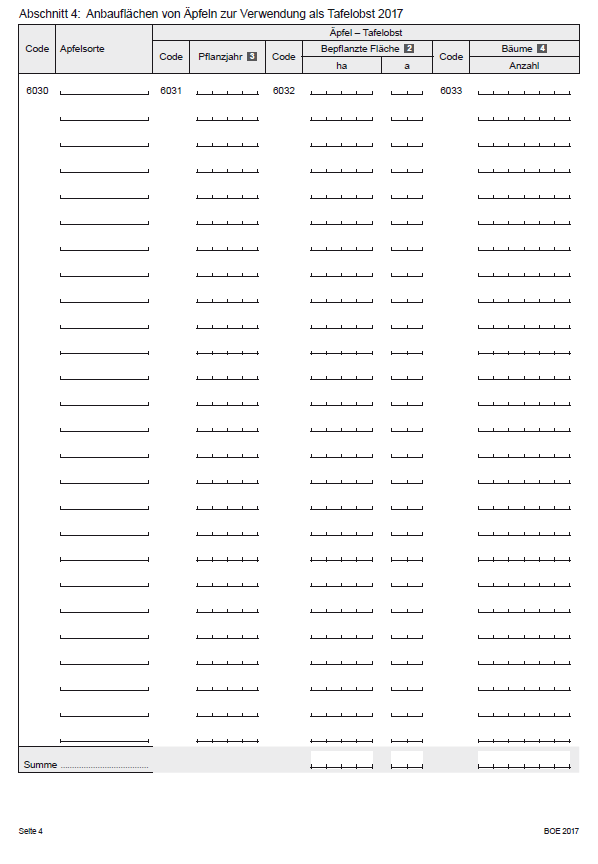 Abschnitt 4: Anbauflächen von Äpfeln zur Verwendung als Tafelobst 2017
Äpfel – Tafelobst
Code Apfelsorte Code Pflanzjahr 3 Code Bepflanzte Fläche 2 Code Bäume 4
ha a Anzahl
6030 6031 6032 6033
Summe
Seite 4 BOE 2017